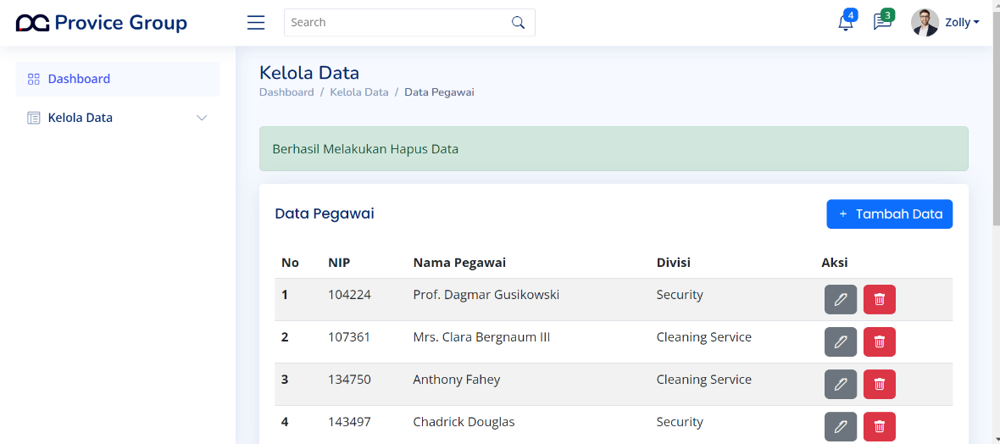 Provice Group
Search
4
3
Zolly
Dashboard
Kelola Data
Kelola Data
Dashboard / Kelola Data / Data Pegawai
Berhasil Melakukan Hapus Data
Data Pegawai
+ Tambah Data
No NIP Nama Pegawai Divisi Aksi
1 104224 Prof. Dagmar Gusikowski Security
2 107361 Mrs. Clara Bergnaum III Cleaning Service
3 134750 Anthony Fahey Cleaning Service
4 143497 Chadrick Douglas Security